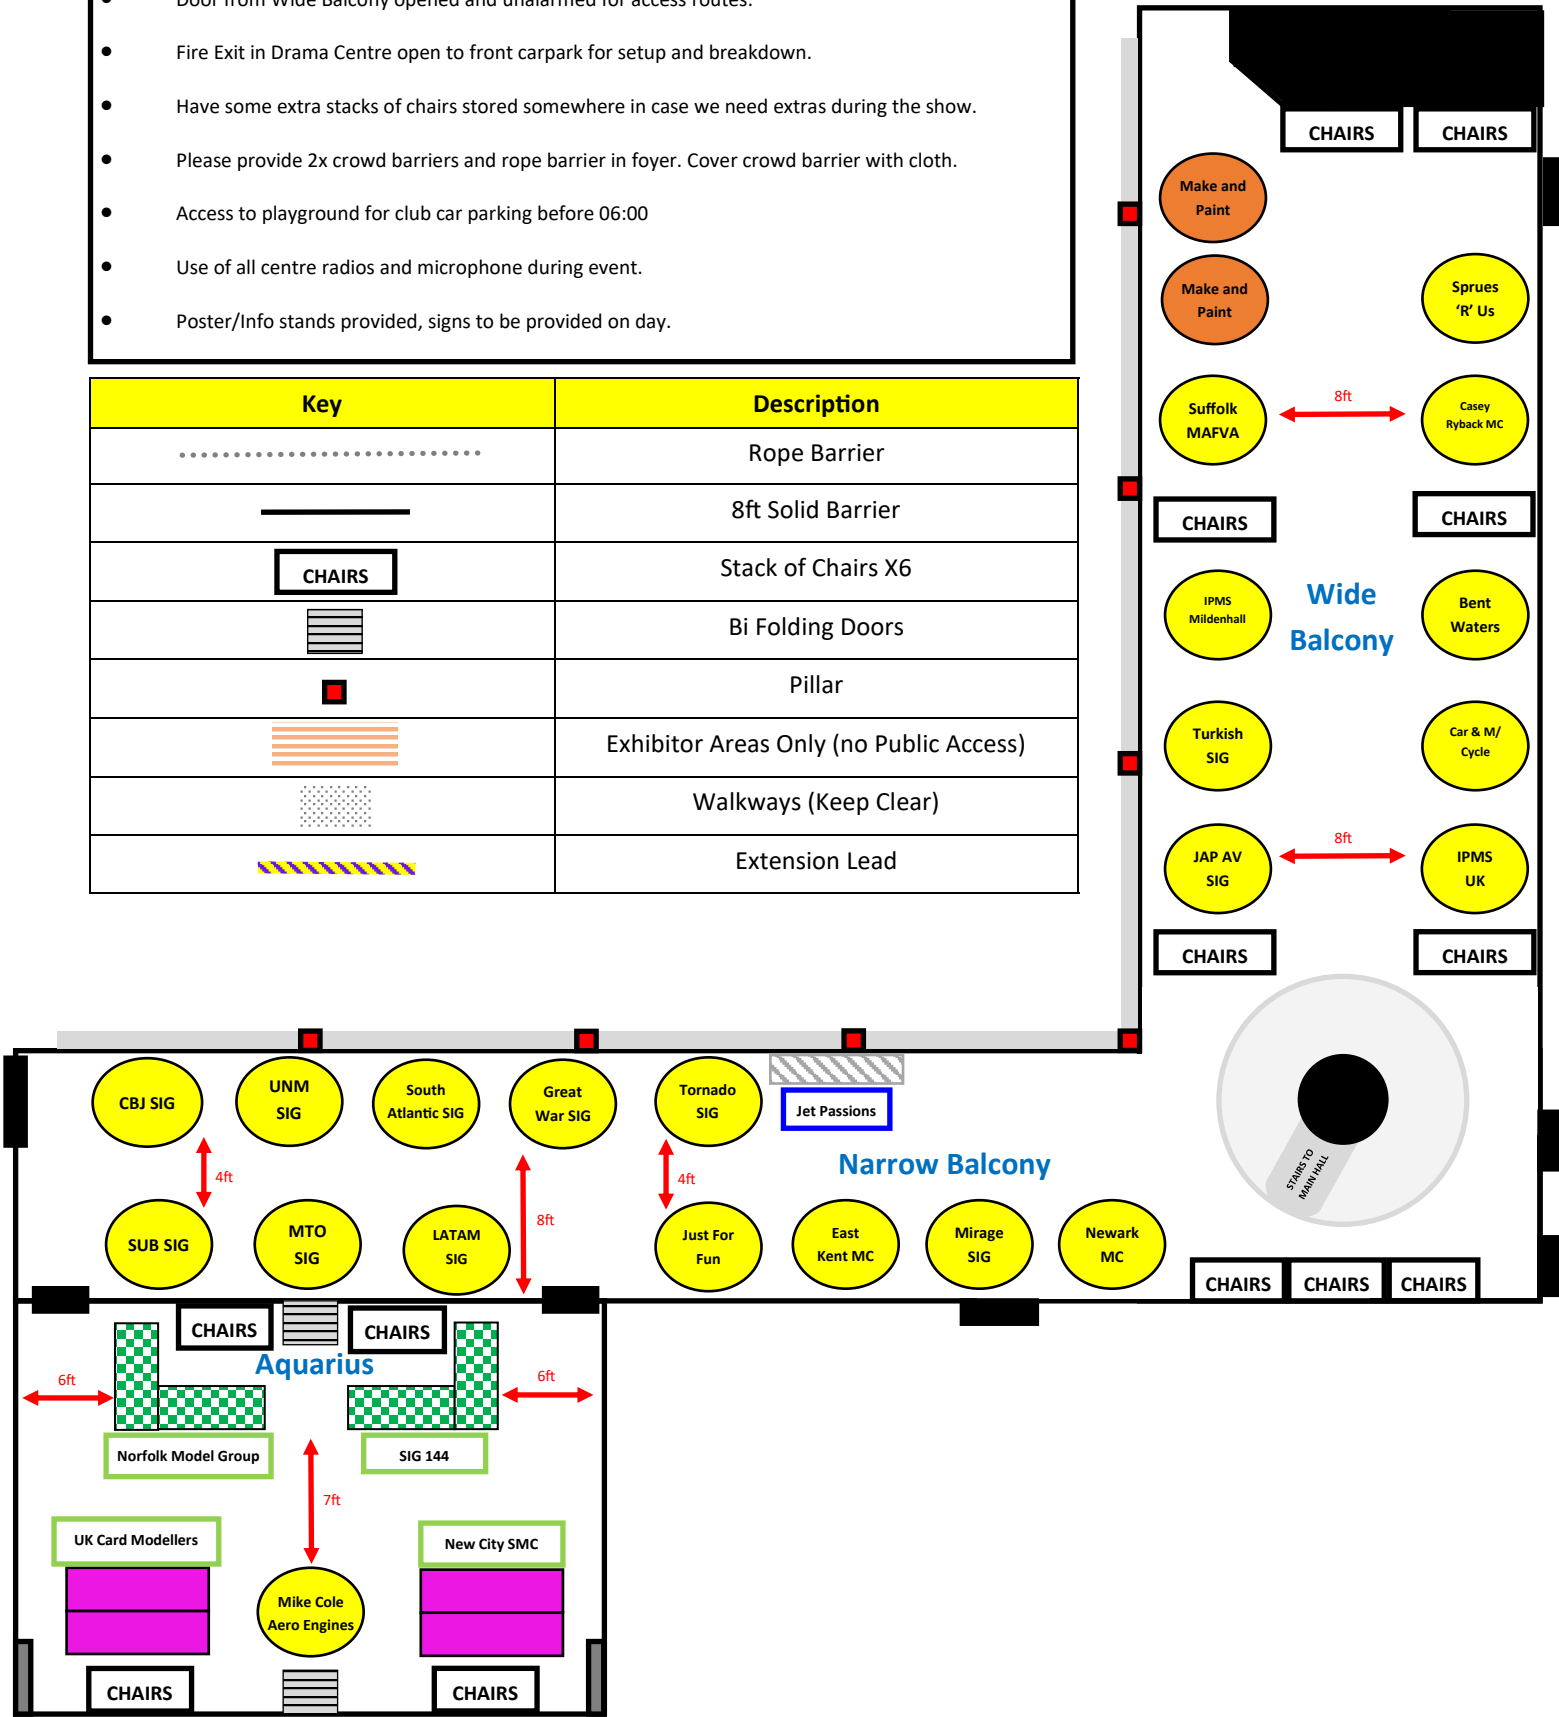 Door from Wide Balcony opened and unalarmed for access routes.
Fire Exit in Drama Centre open to front carpark for setup and breakdown.
Have some extra stacks of chairs stored somewhere in case we need extras during the show.
Please provide 2x crowd barriers and rope barrier in foyer. Cover crowd barrier with cloth.
Access to playground for club car parking before 06:00
Use of all centre radios and microphone during event.
Poster/Info stands provided, signs to be provided on day.
Key
Description
Rope Barrier
8ft Solid Barrier
CHAIRS
Stack of Chairs X6
Bi Folding Doors
Pillar
Exhibitor Areas Only (no Public Access)
Walkways (Keep Clear)
Extension Lead
CHAIRS
CHAIRS
Make and
Paint
Make and
Paint
Sprues
‘R’ Us
Suffolk
MAFVA
8ft
Casey
Ryback MC
CHAIRS
CHAIRS
IPMS
Mildenhall
Wide
Balcony
Bent
Waters
Turkish
SIG
Car & M/
Cycle
JAP AV
SIG
8ft
IPMS
UK
CHAIRS
CHAIRS
STAIRS TO
MAIN HALL
CBJ SIG
UNM
SIG
South
Atlantic SIG
Great
War SIG
Tornado
SIG
Jet Passions
Narrow Balcony
4ft
8ft
4ft
SUB SIG
MTO
SIG
LATAM
SIG
Just For
Fun
East
Kent MC
Mirage
SIG
Newark
MC
CHAIRS
CHAIRS
CHAIRS
CHAIRS
CHAIRS
Aquarius
6ft
6ft
Norfolk Model Group
SIG 144
7ft
UK Card Modellers
New City SMC
Mike Cole
Aero Engines
CHAIRS
CHAIRS